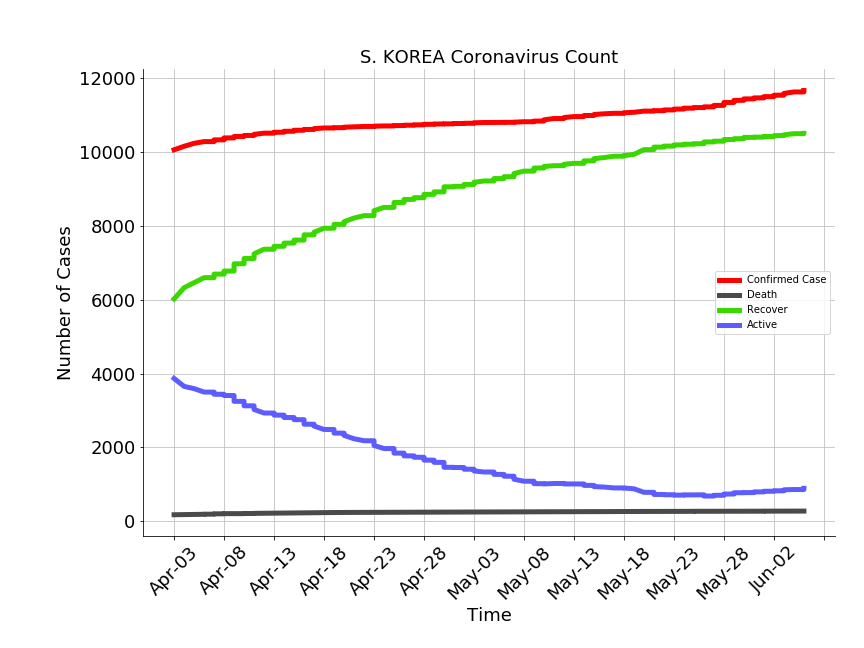 S. KOREA Coronavirus Count
12000
10000
8000
6000
4000
2000
0
Number of Cases
Confirmed Case
Death
Recover
Active
Apr-03
Apr-08
Apr-13
Apr-18
Apr-23
Apr-28
May-03
May-08
May-13
May-18
May-23
May-28
Jun-02
Time